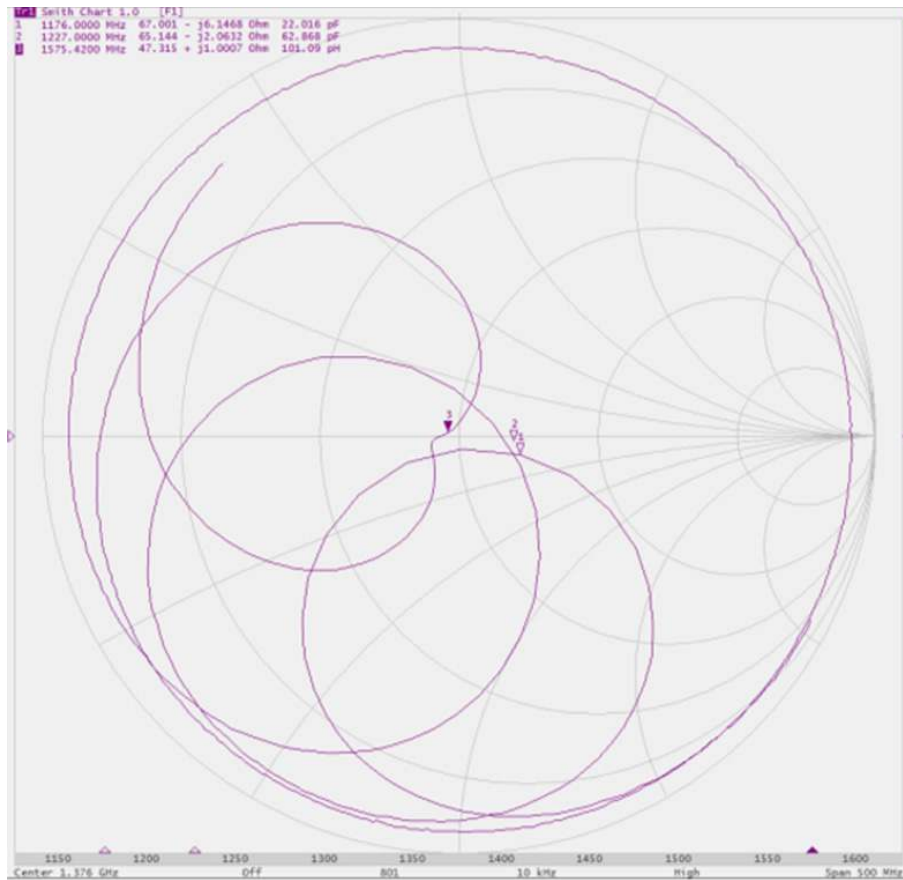 Tr1 Smith Chart 1.0 [F1]
1 1176.0000 MHz 67.001 - j6.1468 Ohm 22.016 pF
2 1227.0000 MHz 65.144 - j2.0632 Ohm 62.868 pF
3 1575.4200 MHz 47.315 + j1.0007 Ohm 101.09 pH
3
2
1
1150 1200 1250 1300 1350 1400 1450 1500 1550 1600
Center 1.376 GHz Off 801 10 kHz High Span 500 MHz